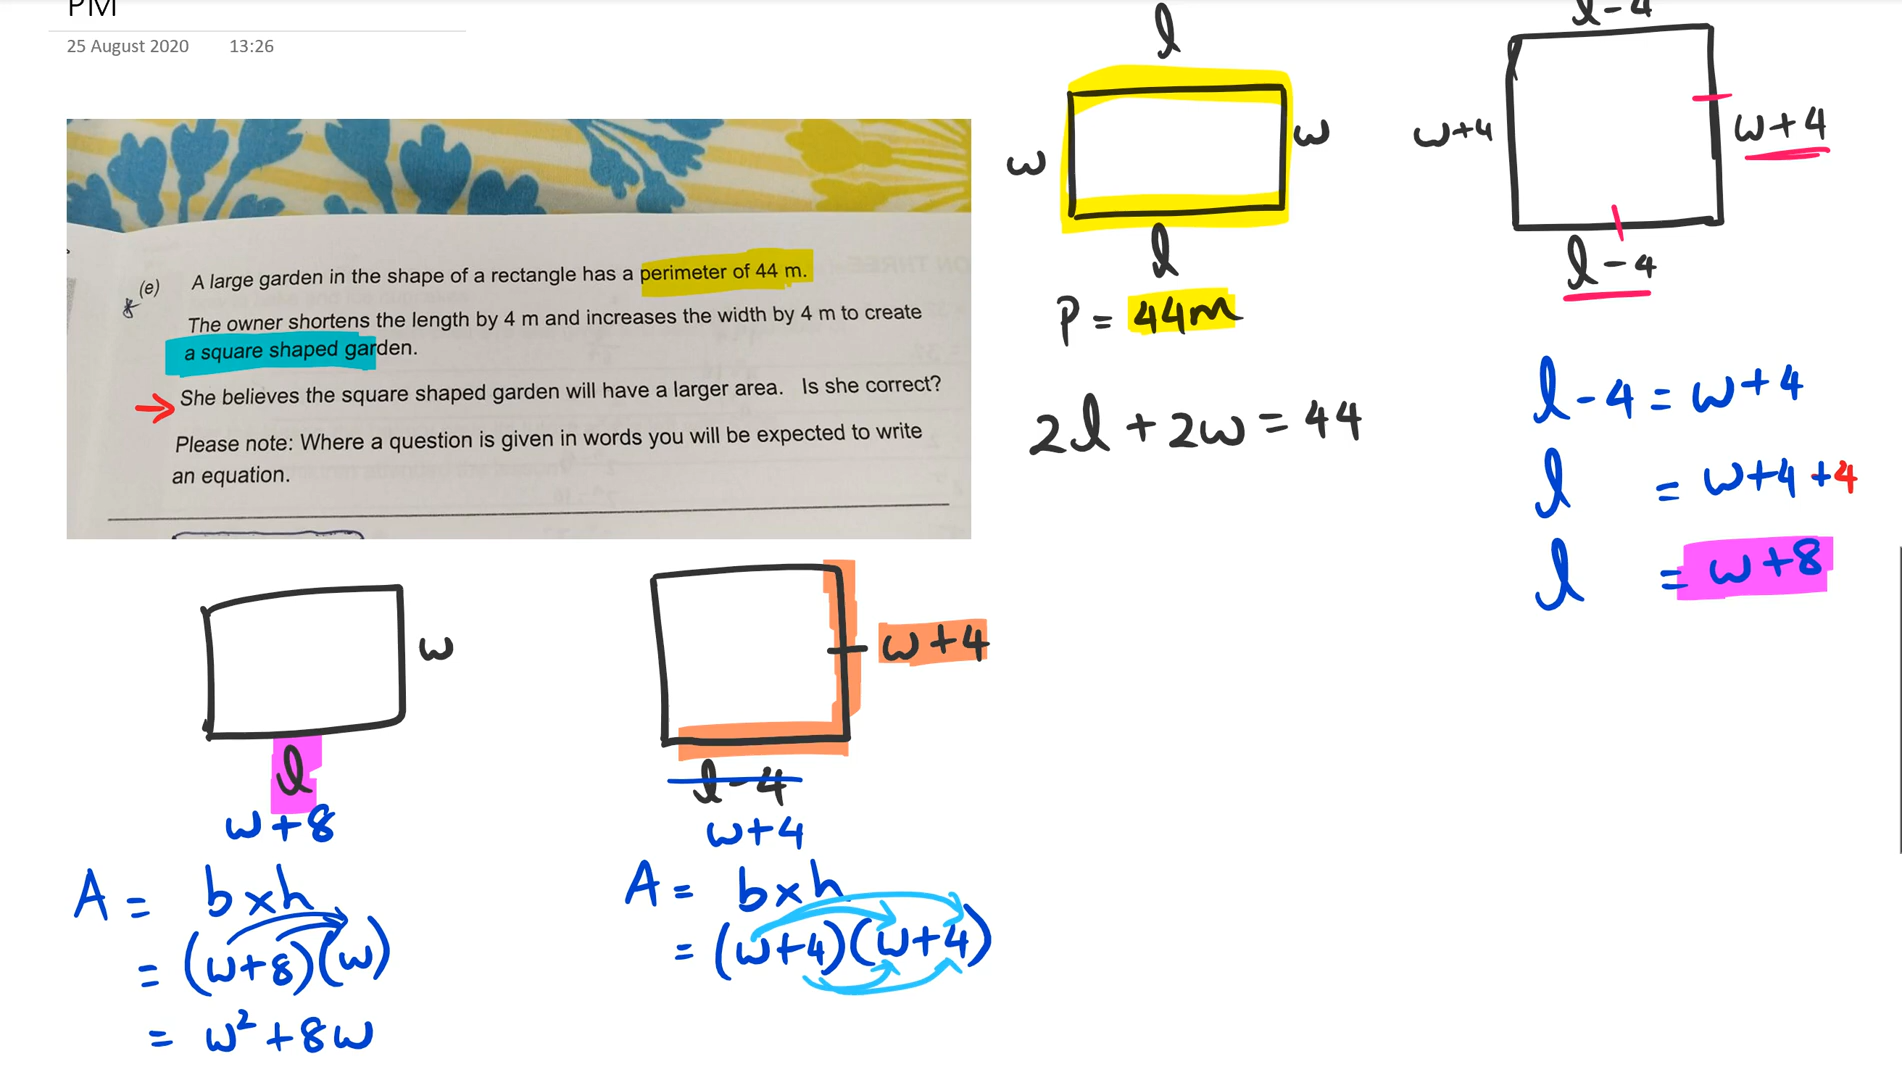 PM
25 August 2020 13:26
(e) A large garden in the shape of a rectangle has a perimeter of 44 m.
The owner shortens the length by 4 m and increases the width by 4 m to create
a square shaped garden.
She believes the square shaped garden will have a larger area. Is she correct?
Please note: Where a question is given in words you will be expected to write
an equation.
l
w
w
l
P = 44m
2l + 2w = 44
l-4
w+4
w+4
l-4
l-4 = w+4
l = w+4+4
l = w+8
w
l
w+8
A = b×h
= (w+8)(w)
= w²+8w
w+4
l-4
w+4
A = b×h
= (w+4)(w+4)